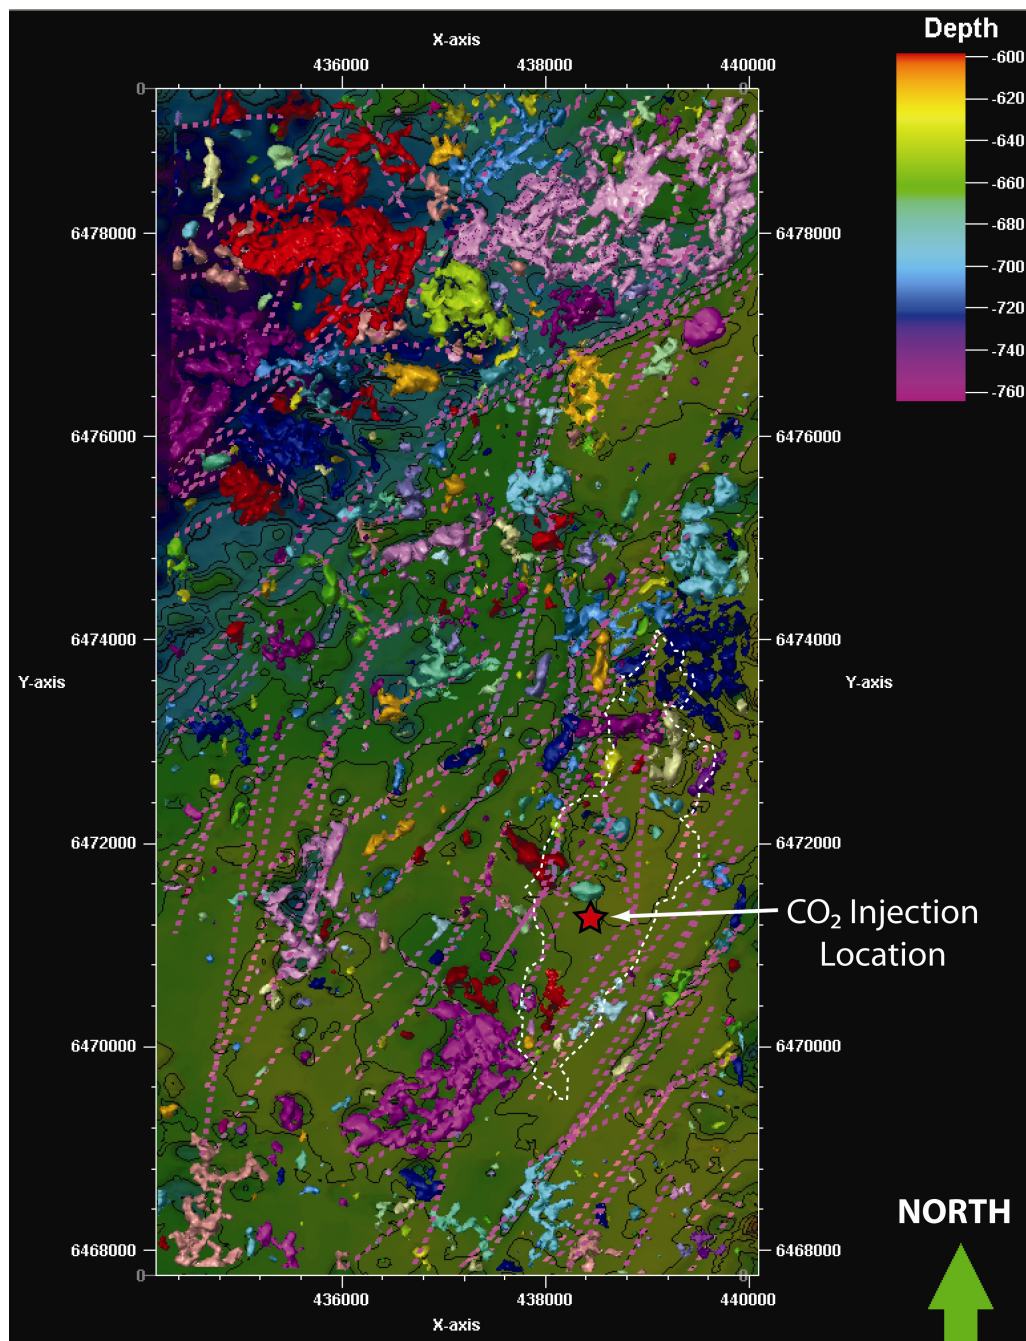 Depth
X-axis
436000 438000 440000
-600
-620
-640
-660
-680
-700
-720
-740
-760
0 0
6478000 6478000
6476000 6476000
6474000 6474000
Y-axis Y-axis
6472000 6472000
CO₂ Injection
Location
6470000 6470000
NORTH
6468000 6468000
0 0
436000 438000 440000
X-axis